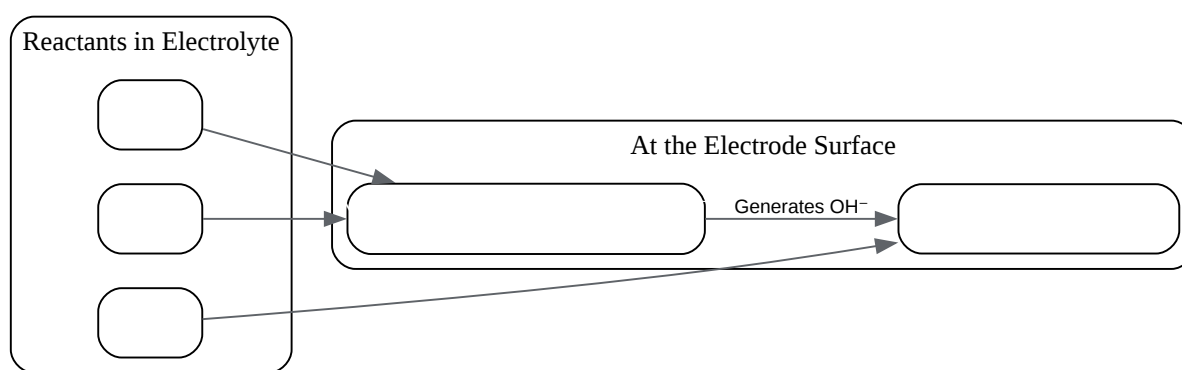 Reactants in Electrolyte
At the Electrode Surface
Generates OH⁻